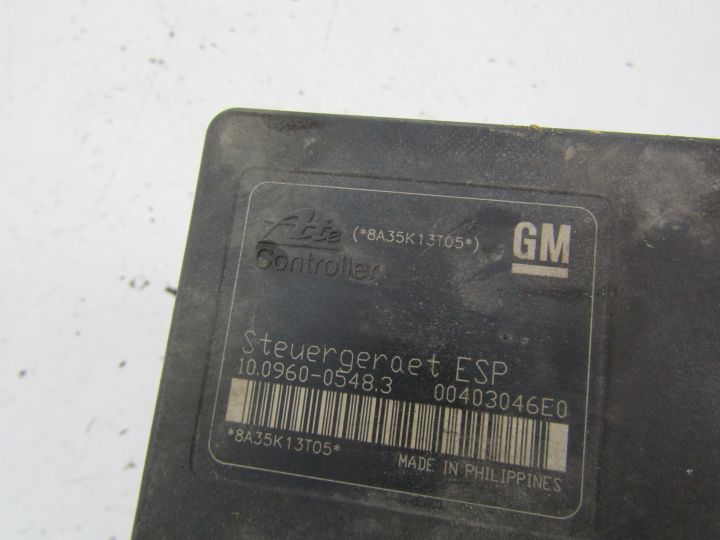 Ate (*8A35K13T05*) GM
Controller
Steuergeraet ESP
10.0960-0548.3 00403046E0
*8A35K13T05*
MADE IN PHILIPPINES